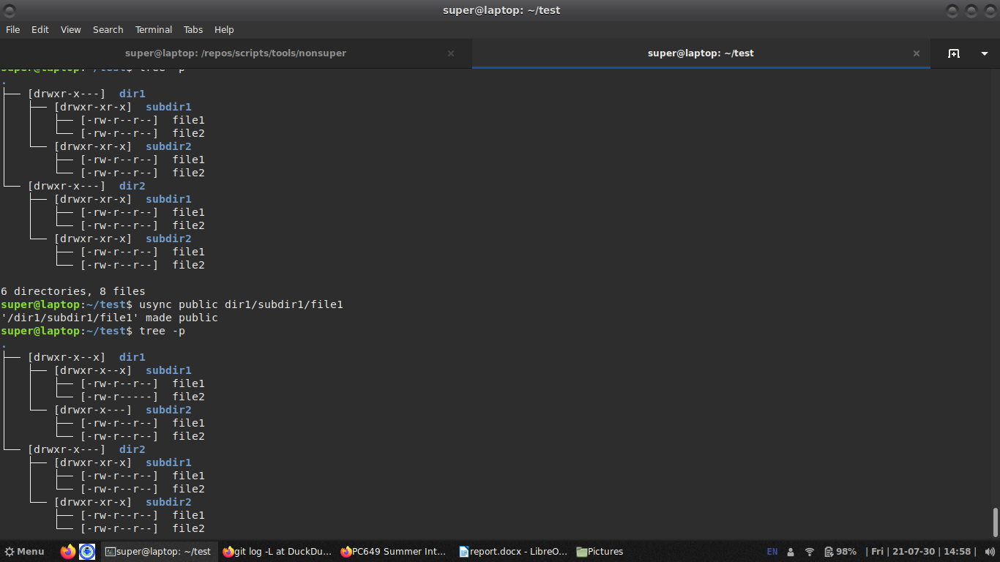 super@laptop: ~/test
File Edit View Search Terminal Tabs Help
super@laptop: /repos/scripts/tools/nonsuper × super@laptop: ~/test ×
super@laptop:~/test$ tree -p
.
├── [drwxr-x---]  dir1
│   ├── [drwxr-xr-x]  subdir1
│   │   ├── [-rw-r--r--]  file1
│   │   └── [-rw-r--r--]  file2
│   └── [drwxr-xr-x]  subdir2
│       ├── [-rw-r--r--]  file1
│       └── [-rw-r--r--]  file2
└── [drwxr-x---]  dir2
    ├── [drwxr-xr-x]  subdir1
    │   ├── [-rw-r--r--]  file1
    │   └── [-rw-r--r--]  file2
    └── [drwxr-xr-x]  subdir2
        ├── [-rw-r--r--]  file1
        └── [-rw-r--r--]  file2
6 directories, 8 files
super@laptop:~/test$ usync public dir1/subdir1/file1
'/dir1/subdir1/file1' made public
super@laptop:~/test$ tree -p
.
├── [drwxr-x--x]  dir1
│   ├── [drwxr-x--x]  subdir1
│   │   ├── [-rw-r--r--]  file1
│   │   └── [-rw-r-----]  file2
│   └── [drwxr-x---]  subdir2
│       ├── [-rw-r--r--]  file1
│       └── [-rw-r--r--]  file2
└── [drwxr-x---]  dir2
    ├── [drwxr-xr-x]  subdir1
    │   ├── [-rw-r--r--]  file1
    │   └── [-rw-r--r--]  file2
    └── [drwxr-xr-x]  subdir2
        ├── [-rw-r--r--]  file1
        └── [-rw-r--r--]  file2
Menu super@laptop: ~/test git log -L at DuckDu... PC649 Summer Int... report.docx - LibreO... Pictures EN 98% | Fri | 21-07-30 | 14:58 |